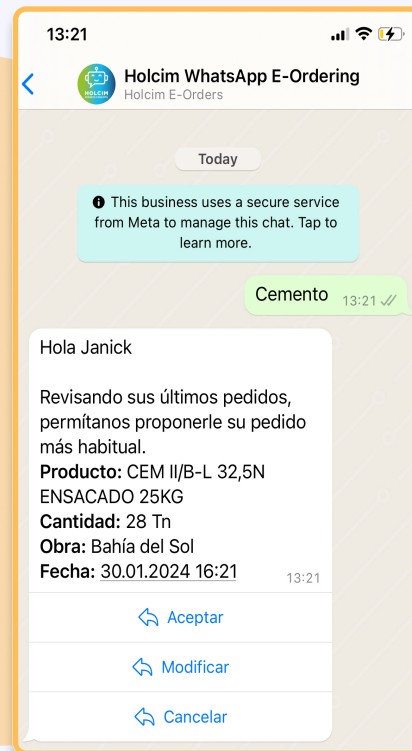 13:21
HOLCIM
Holcim WhatsApp E-Ordering
Holcim E-Orders
Today
This business uses a secure service
from Meta to manage this chat. Tap to
learn more.
Cemento 13:21
Hola Janick
Revisando sus últimos pedidos,
permítanos proponerle su pedido
más habitual.
Producto: CEM II/B-L 32,5N
ENSACADO 25KG
Cantidad: 28 Tn
Obra: Bahía del Sol
Fecha: 30.01.2024 16:21 13:21
Aceptar
Modificar
Cancelar